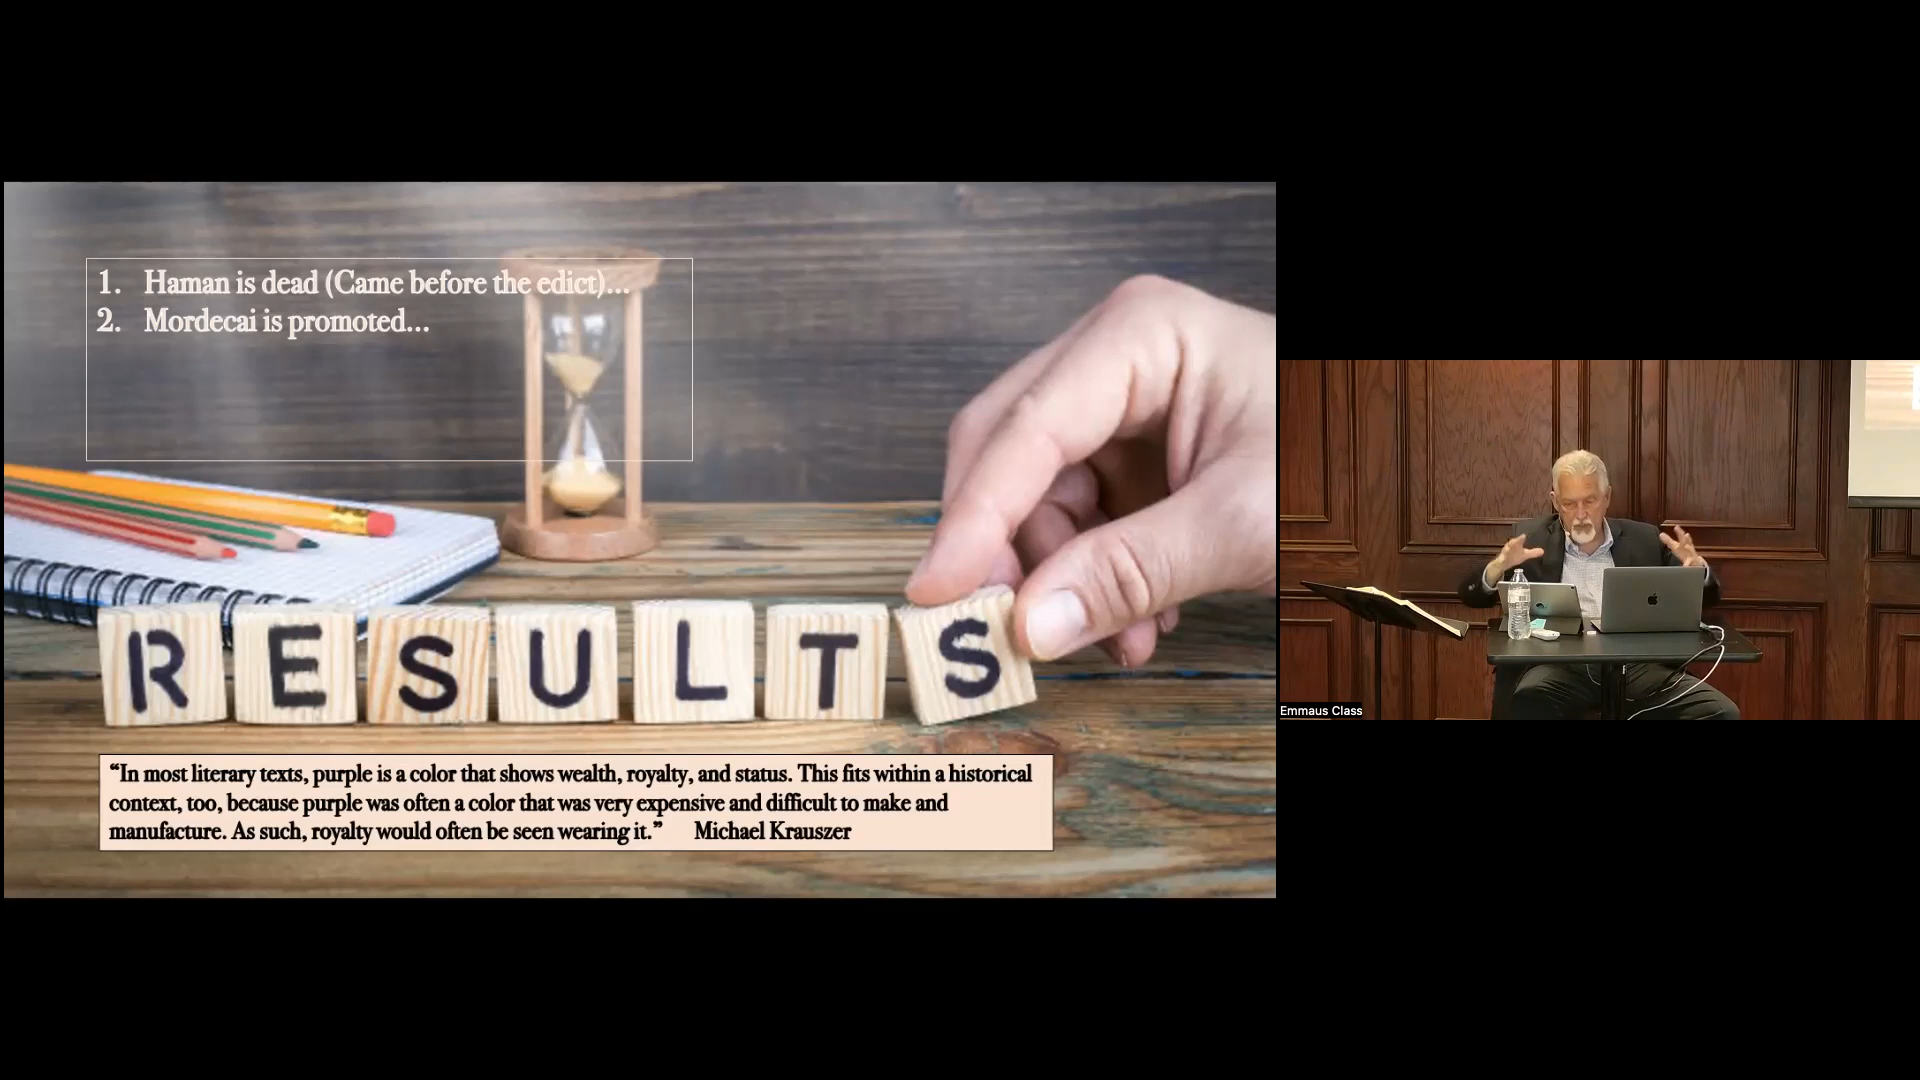 1. Haman is dead (Came before the edict)...
2. Mordecai is promoted...
RESULTS
“In most literary texts, purple is a color that shows wealth, royalty, and status. This fits within a historical
context, too, because purple was often a color that was very expensive and difficult to make and
manufacture. As such, royalty would often be seen wearing it.” Michael Krauszer
Emmaus Class